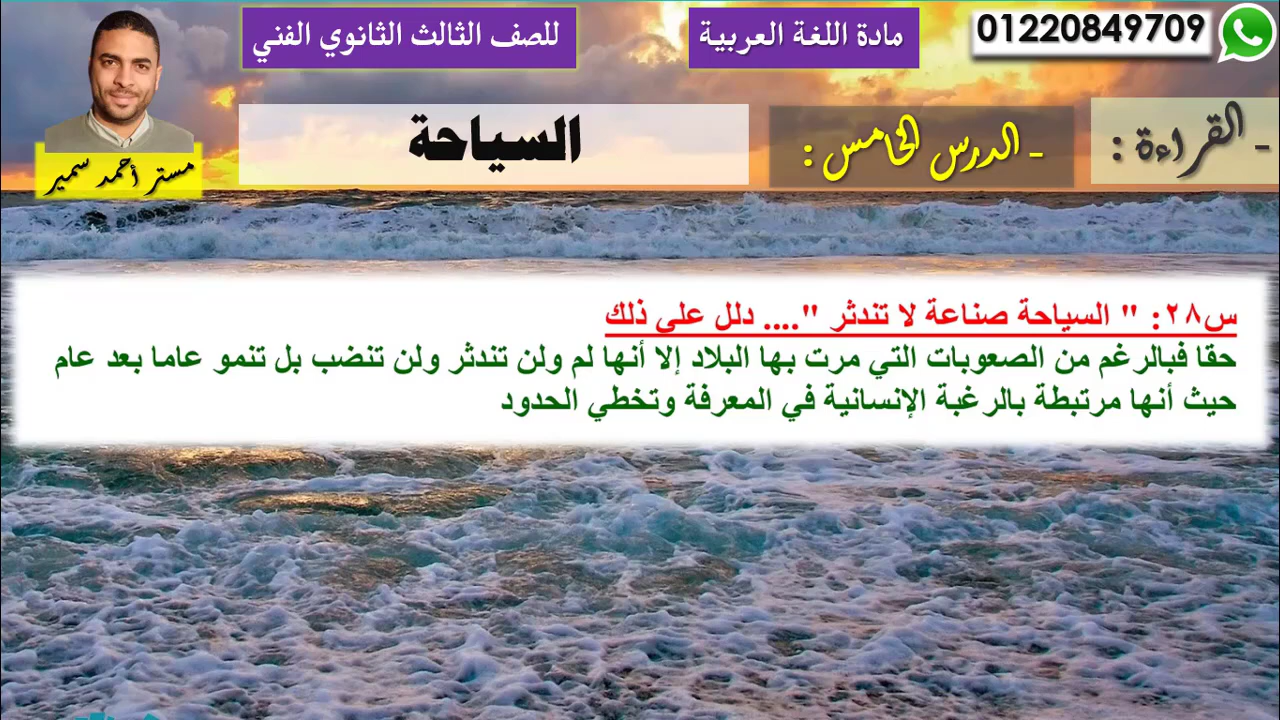 01220849709
مادة اللغة العربية
للصف الثالث الثانوي الفني
- القراءة :
- الدرس الخامس :
السياحة
مستر أحمد سمير
س٢٨: " السياحة صناعة لا تندثر ".... دلل على ذلك
حقا فبالرغم من الصعوبات التي مرت بها البلاد إلا أنها لم ولن تندثر ولن تنضب بل تنمو عاما بعد عام
حيث أنها مرتبطة بالرغبة الإنسانية في المعرفة وتخطي الحدود